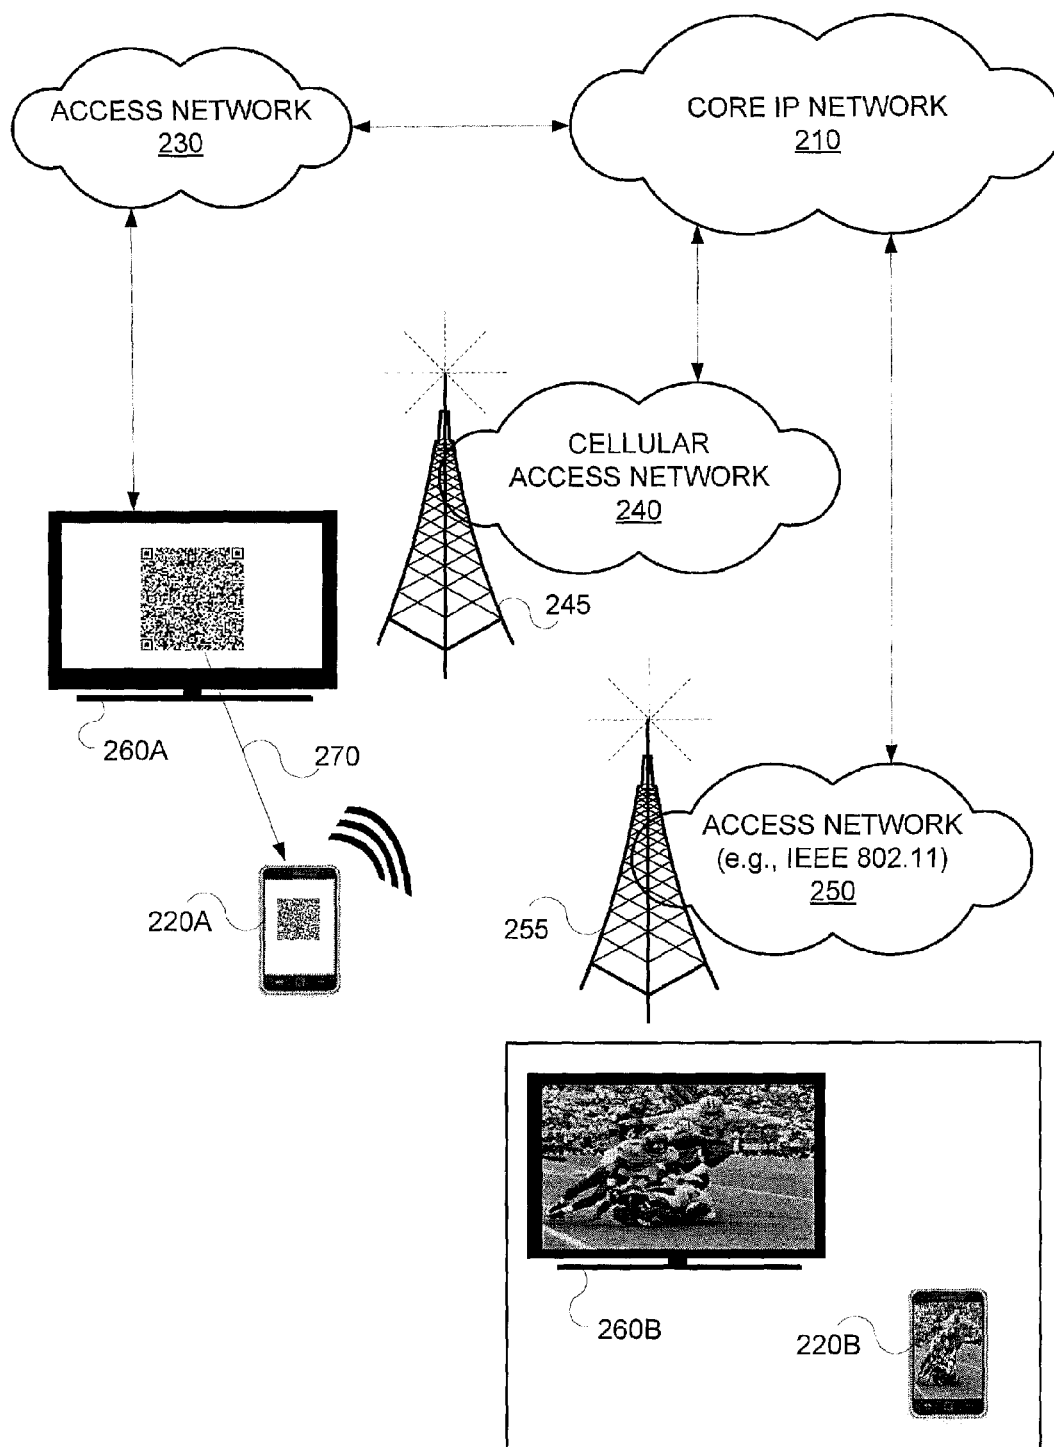 ACCESS NETWORK
230
CORE IP NETWORK
210
CELLULAR
ACCESS NETWORK
240
245
260A
270
ACCESS NETWORK
(e.g., IEEE 802.11)
250
220A
255
260B
220B